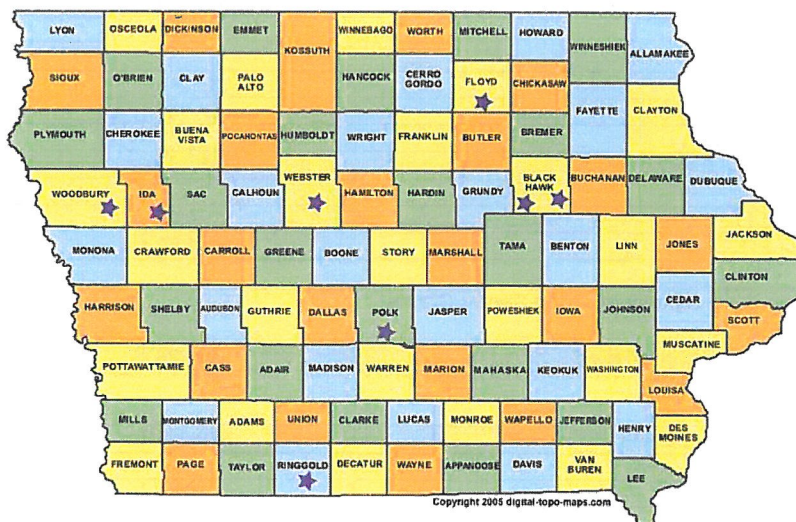 LYON
OSCEOLA
DICKINSON
EMMET
KOSSUTH
WINNEBAGO
WORTH
MITCHELL
HOWARD
WINNESHIEK
ALLAMAKEE
SIOUX
O'BRIEN
CLAY
PALO
ALTO
HANCOCK
CERRO
GORDO
FLOYD
CHICKASAW
FAYETTE
CLAYTON
PLYMOUTH
CHEROKEE
BUENA
VISTA
POCAHONTAS
HUMBOLDT
WRIGHT
FRANKLIN
BUTLER
BREMER
WOODBURY
IDA
SAC
CALHOUN
WEBSTER
HAMILTON
HARDIN
GRUNDY
BLACK
HAWK
BUCHANAN
DELAWARE
DUBUQUE
MONONA
CRAWFORD
CARROLL
GREENE
BOONE
STORY
MARSHALL
TAMA
BENTON
LINN
JONES
JACKSON
CLINTON
HARRISON
SHELBY
AUDUBON
GUTHRIE
DALLAS
POLK
JASPER
POWESHIEK
IOWA
JOHNSON
CEDAR
SCOTT
MUSCATINE
POTTAWATTAMIE
CASS
ADAIR
MADISON
WARREN
MARION
MAHASKA
KEOKUK
WASHINGTON
LOUISA
MILLS
MONTGOMERY
ADAMS
UNION
CLARKE
LUCAS
MONROE
WAPELLO
JEFFERSON
HENRY
DES
MOINES
FREMONT
PAGE
TAYLOR
RINGGOLD
DECATUR
WAYNE
APPANOOSE
DAVIS
VAN
BUREN
LEE
Copyright 2005 digital-topo-maps.com